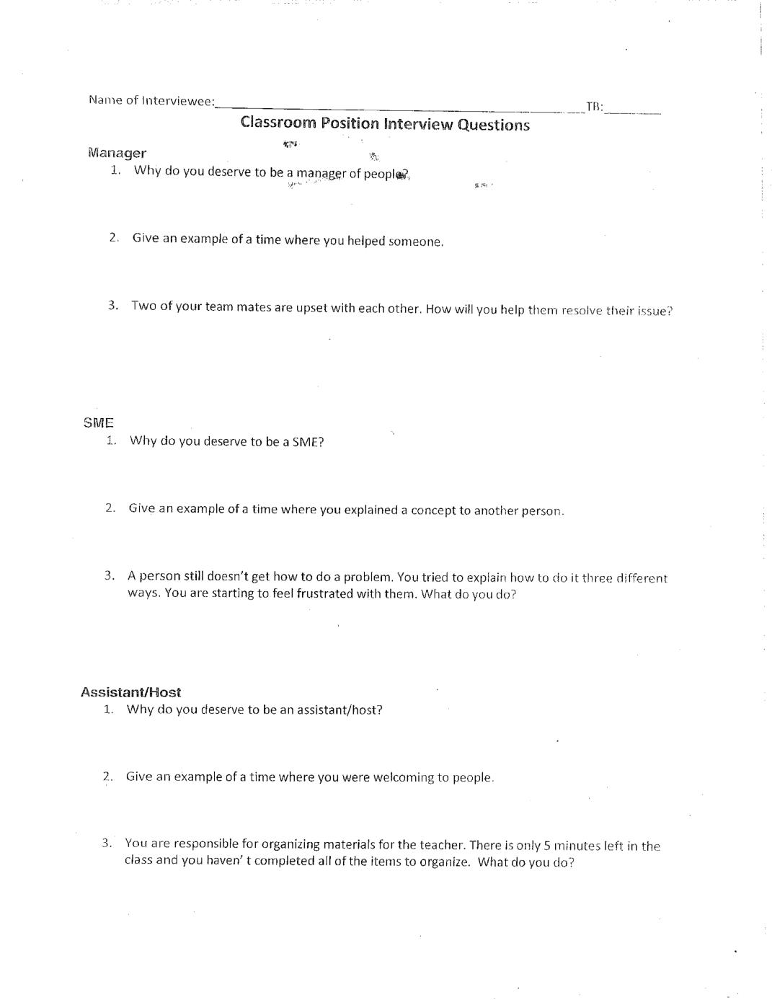 Name of Interviewee: TB:
Classroom Position Interview Questions
Manager
1. Why do you deserve to be a manager of people?
2. Give an example of a time where you helped someone.
3. Two of your team mates are upset with each other. How will you help them resolve their issue?
SME
1. Why do you deserve to be a SME?
2. Give an example of a time where you explained a concept to another person.
3. A person still doesn't get how to do a problem. You tried to explain how to do it three different
ways. You are starting to feel frustrated with them. What do you do?
Assistant/Host
1. Why do you deserve to be an assistant/host?
2. Give an example of a time where you were welcoming to people.
3. You are responsible for organizing materials for the teacher. There is only 5 minutes left in the
class and you haven' t completed all of the items to organize. What do you do?